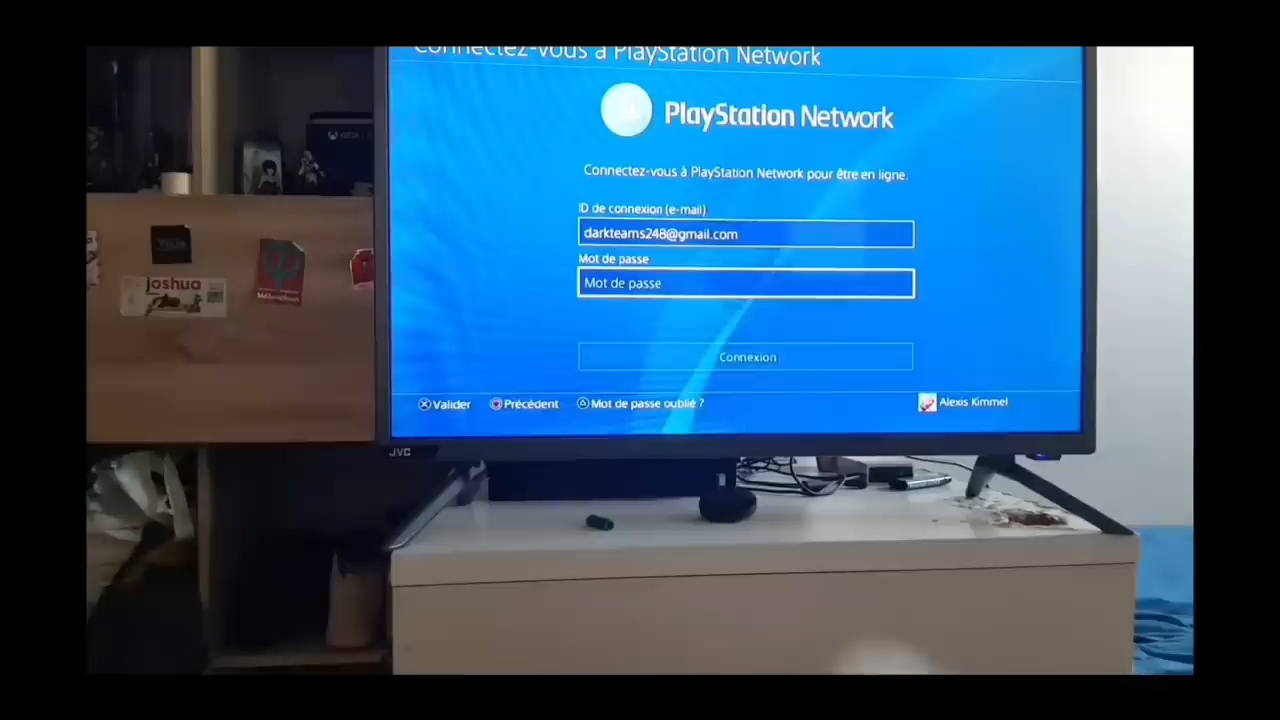 Connectez-vous à PlayStation Network
PlayStation Network
Connectez-vous à PlayStation Network pour être en ligne.
ID de connexion (e-mail)
darkteams248@gmail.com
Mot de passe
Mot de passe
Connexion
Valider
Précédent
Mot de passe oublié ?
Alexis Kimmel
JVC
XBOX
joshua
Mélenchon